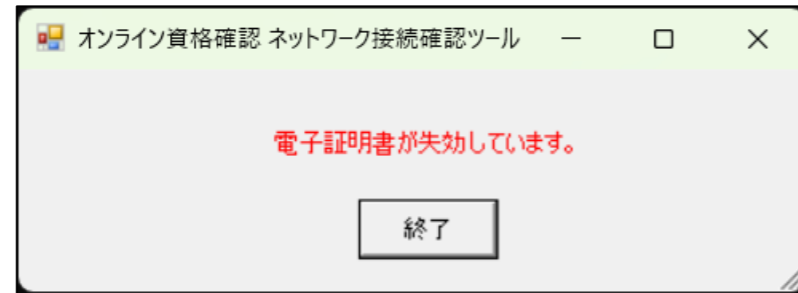 オンライン資格確認 ネットワーク接続確認ツール
電子証明書が失効しています。
終了